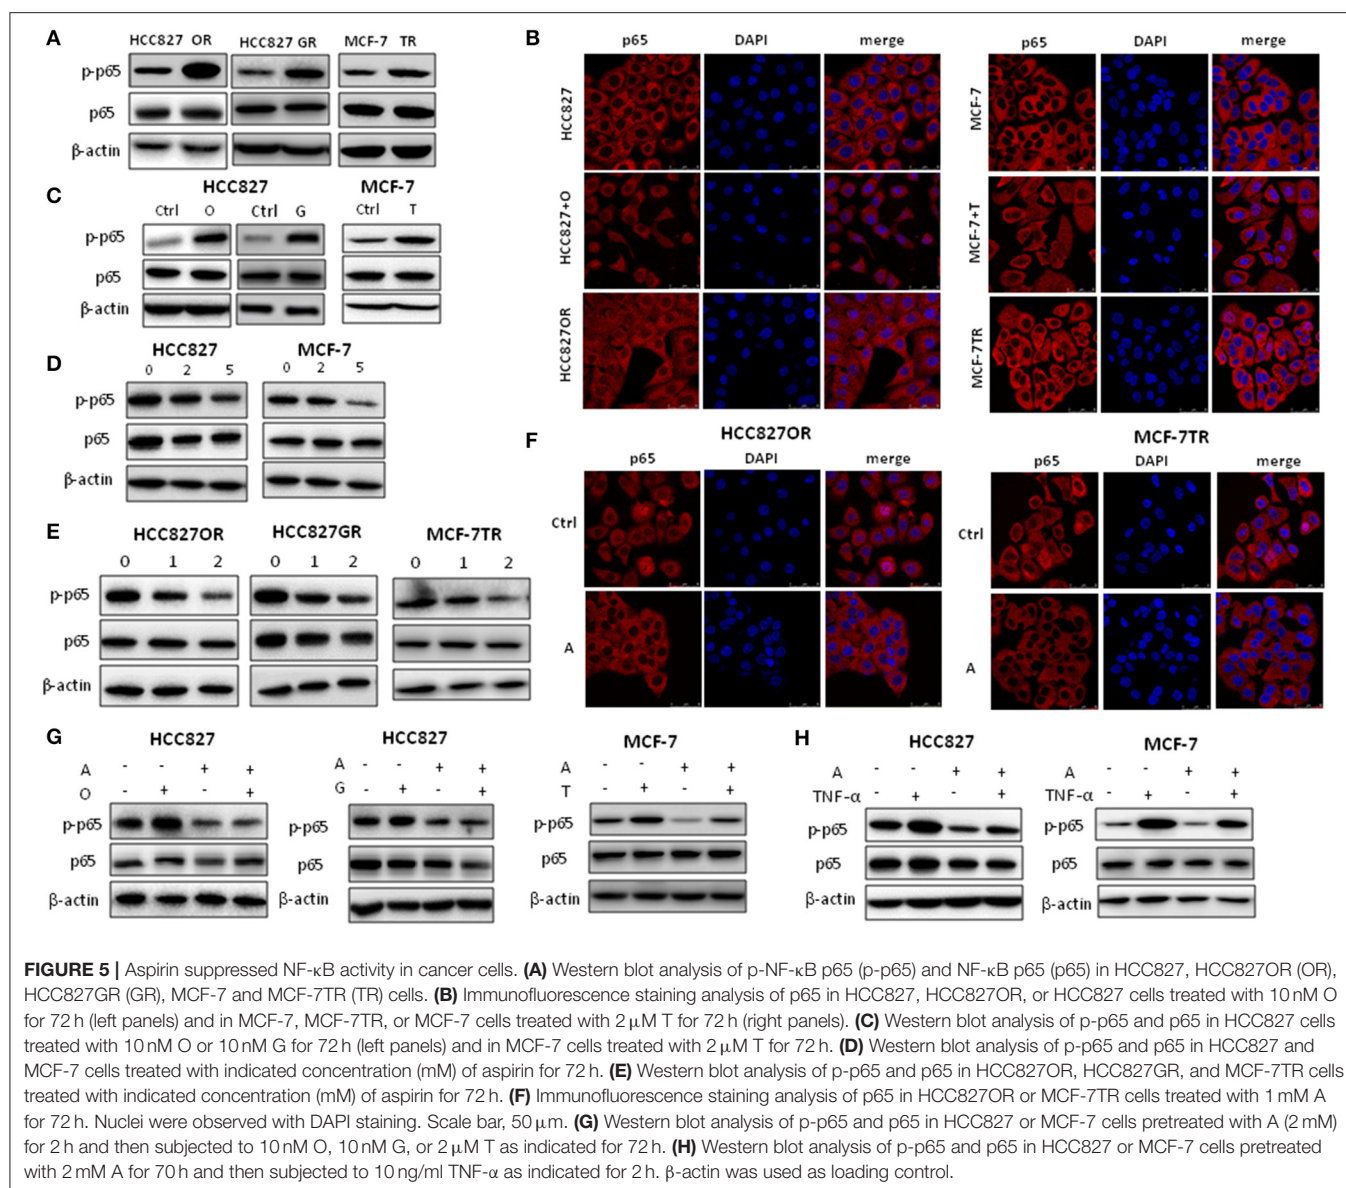 A
HCC827 OR
HCC827 GR
MCF-7 TR
p-p65
p65
β-actin
B
p65 DAPI merge
HCC827
HCC827+O
HCC827OR
p65 DAPI merge
MCF-7
MCF-7+T
MCF-7TR
C
HCC827
MCF-7
Ctrl O
Ctrl G
Ctrl T
p-p65
p65
β-actin
D
HCC827
MCF-7
0 2 5
0 2 5
p-p65
p65
β-actin
E
HCC827OR
HCC827GR
MCF-7TR
0 1 2
0 1 2
0 1 2
p-p65
p65
β-actin
F
HCC827OR
p65 DAPI merge
Ctrl
A
MCF-7TR
p65 DAPI merge
Ctrl
A
G
HCC827
A - - + +
O - + - +
p-p65
p65
β-actin
HCC827
A - - + +
G - + - +
p-p65
p65
β-actin
MCF-7
A - - + +
T - + - +
p-p65
p65
β-actin
H
HCC827
A - - + +
TNF-α - + - +
p-p65
p65
β-actin
MCF-7
A - - + +
TNF-α - + - +
p-p65
p65
β-actin
FIGURE 5 | Aspirin suppressed NF-κB activity in cancer cells. (A) Western blot analysis of p-NF-κB p65 (p-p65) and NF-κB p65 (p65) in HCC827, HCC827OR (OR),
HCC827GR (GR), MCF-7 and MCF-7TR (TR) cells. (B) Immunofluorescence staining analysis of p65 in HCC827, HCC827OR, or HCC827 cells treated with 10 nM O
for 72 h (left panels) and in MCF-7, MCF-7TR, or MCF-7 cells treated with 2 μM T for 72 h (right panels). (C) Western blot analysis of p-p65 and p65 in HCC827 cells
treated with 10 nM O or 10 nM G for 72 h (left panels) and in MCF-7 cells treated with 2 μM T for 72 h. (D) Western blot analysis of p-p65 and p65 in HCC827 and
MCF-7 cells treated with indicated concentration (mM) of aspirin for 72 h. (E) Western blot analysis of p-p65 and p65 in HCC827OR, HCC827GR, and MCF-7TR cells
treated with indicated concentration (mM) of aspirin for 72 h. (F) Immunofluorescence staining analysis of p65 in HCC827OR or MCF-7TR cells treated with 1 mM A
for 72 h. Nuclei were observed with DAPI staining. Scale bar, 50 μm. (G) Western blot analysis of p-p65 and p65 in HCC827 or MCF-7 cells pretreated with A (2 mM)
for 2 h and then subjected to 10 nM O, 10 nM G, or 2 μM T as indicated for 72 h. (H) Western blot analysis of p-p65 and p65 in HCC827 or MCF-7 cells pretreated
with 2 mM A for 70 h and then subjected to 10 ng/ml TNF-α as indicated for 2 h. β-actin was used as loading control.